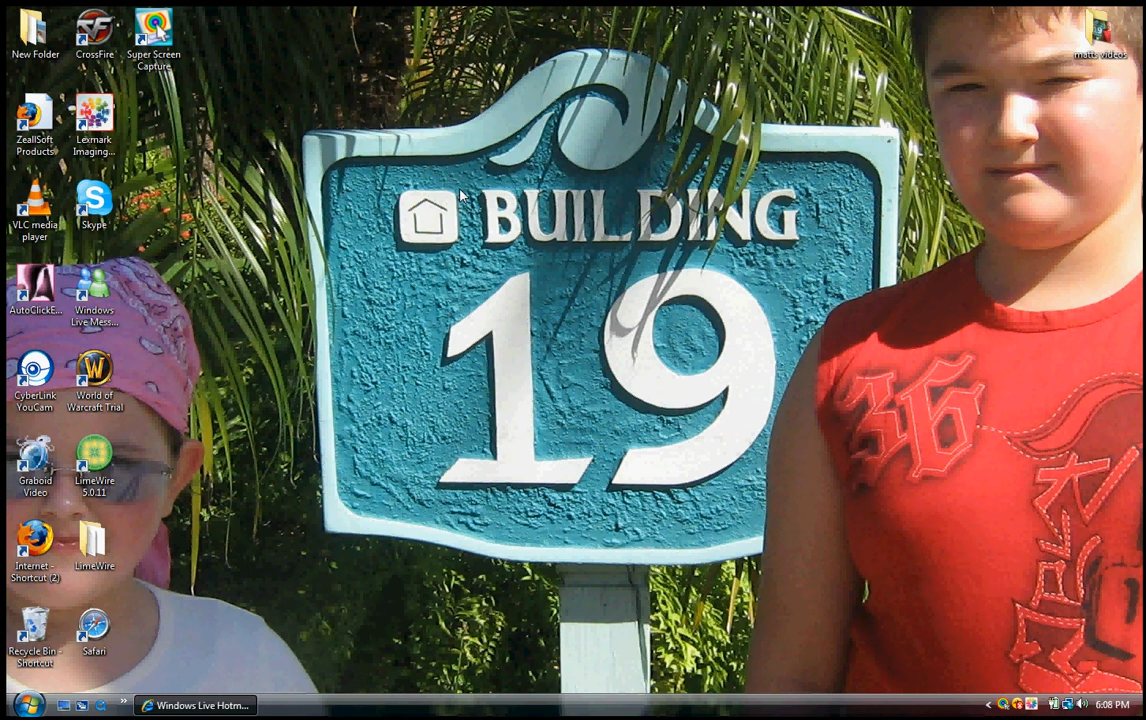 New Folder
CrossFire
Super Screen Capture
matts videos
ZeallSoft Products
Lexmark Imaging...
VLC media player
Skype
AutoClickE...
Windows Live Mess...
CyberLink YouCam
World of Warcraft Trial
Graboid Video
LimeWire 5.0.11
Internet - Shortcut (2)
LimeWire
Recycle Bin - Shortcut
Safari
BUILDING
19
36
Windows Live Hotm...
6:08 PM